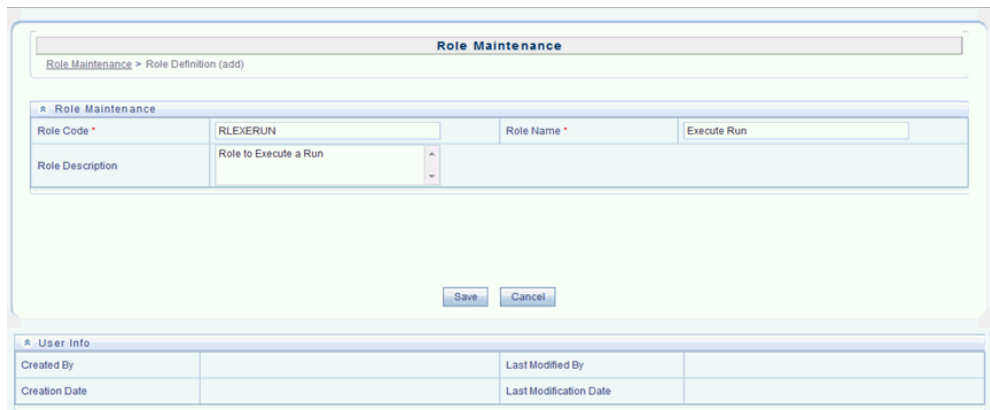 Role Maintenance
Role Maintenance > Role Definition (add)
Role Maintenance
Role Code * RLEXERUN Role Name * Execute Run
Role Description Role to Execute a Run
Save Cancel
User Info
Created By Last Modified By
Creation Date Last Modification Date